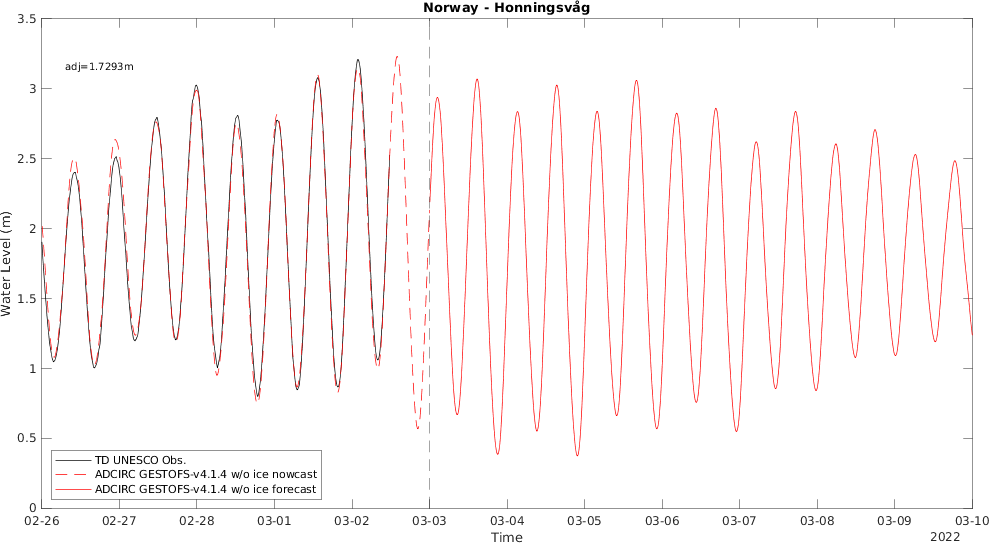 Norway - Honningsvåg
3.5
3
2.5
2
1.5
1
0.5
0
Water Level (m)
adj=1.7293m
TD UNESCO Obs.
ADCIRC GESTOFS-v4.1.4 w/o ice nowcast
ADCIRC GESTOFS-v4.1.4 w/o ice forecast
02-26 02-27 02-28 03-01 03-02 03-03 03-04 03-05 03-06 03-07 03-08 03-09 03-10
Time
2022